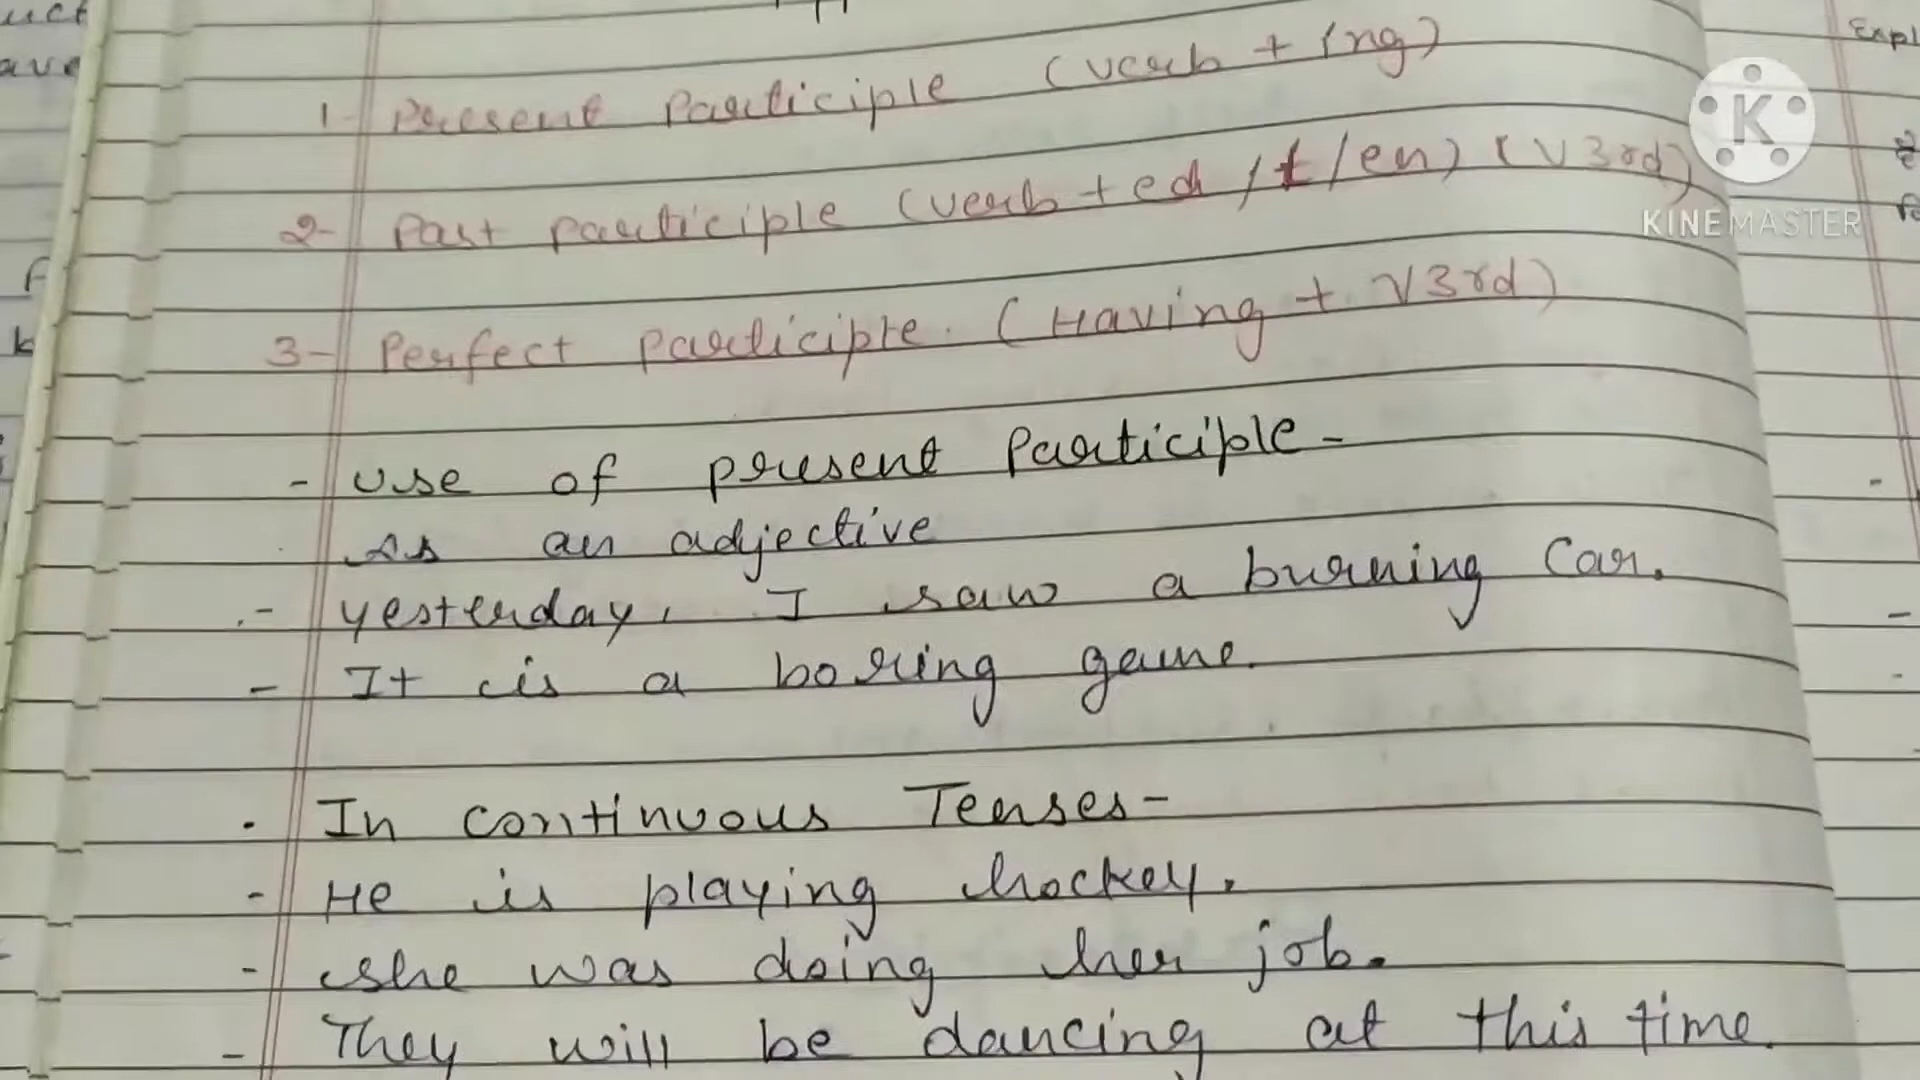 1- Present Participle (verb + ing)
2- Past participle (verb + ed / t / en) (V 3rd)
3- Perfect participle. (Having + V3rd)
- use of present Participle -
As an adjective
- yesterday, I saw a burning Car.
- It is a boring game.
. In continuous Tenses-
- He is playing hockey.
- She was doing her job.
- They will be dancing at this time.
Expl
K
KINEMASTER